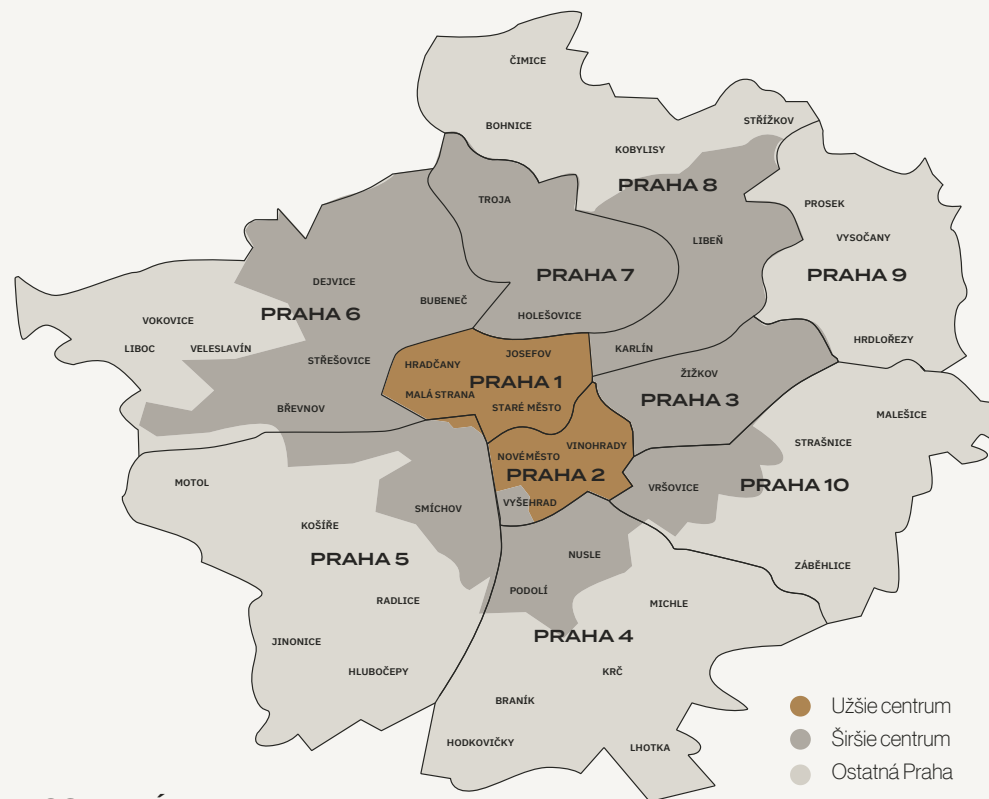 ČIMICE
STŘÍŽKOV
BOHNICE
KOBYLISY
PRAHA 8
TROJA
PROSEK
LIBEŇ
VYSOČANY
PRAHA 7
PRAHA 9
DEJVICE
BUBENEČ
PRAHA 6
HOLEŠOVICE
VOKOVICE
HRDLOŘEZY
LIBOC
VELESLAVÍN
KARLÍN
JOSEFOV
STŘEŠOVICE
HRADČANY
ŽIŽKOV
PRAHA 1
MALÁ STRANA
PRAHA 3
STARÉ MĚSTO
BŘEVNOV
MALEŠICE
STRAŠNICE
VINOHRADY
NOVÉ MĚSTO
PRAHA 2
MOTOL
VRŠOVICE
PRAHA 10
VYŠEHRAD
SMÍCHOV
KOŠÍŘE
NUSLE
PRAHA 5
ZÁBĚHLICE
PODOLÍ
RADLICE
MICHLE
PRAHA 4
JINONICE
HLUBOČEPY
KRČ
BRANÍK
Užšie centrum
HODKOVIČKY
LHOTKA
Širšie centrum
Ostatná Praha